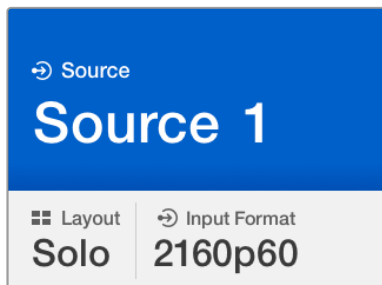 Source
Source 1
Layout
Solo
Input Format
2160p60